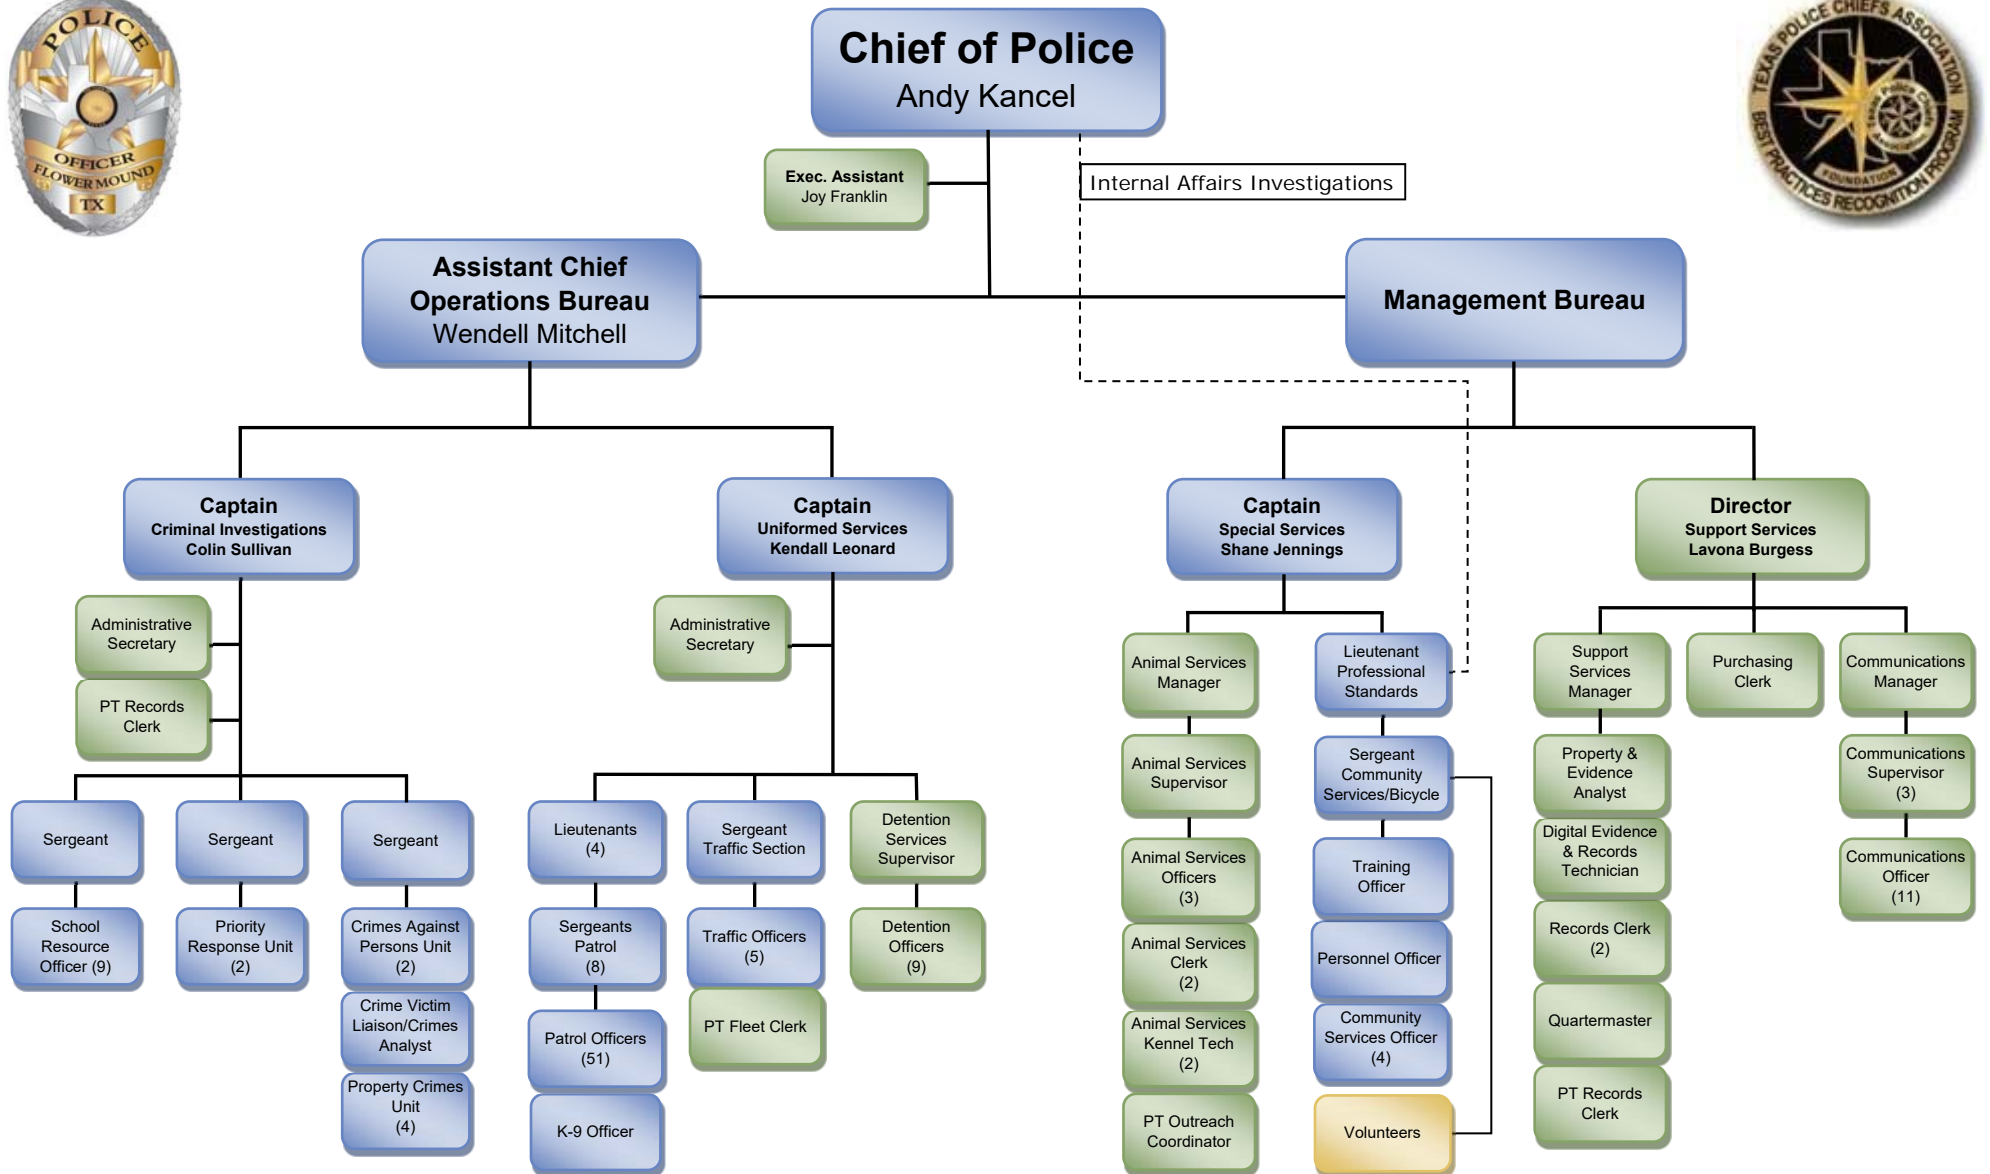 POLICE
OFFICER
FLOWER MOUND
TX
Chief of Police
Andy Kancel
TEXAS POLICE CHIEFS ASSOCIATION
FOUNDATION
BEST PRACTICES RECOGNITION PROGRAM
Exec. Assistant
Joy Franklin
Internal Affairs Investigations
Assistant Chief
Operations Bureau
Wendell Mitchell
Management Bureau
Captain
Criminal Investigations
Colin Sullivan
Captain
Uniformed Services
Kendall Leonard
Captain
Special Services
Shane Jennings
Director
Support Services
Lavona Burgess
Administrative
Secretary
PT Records
Clerk
Sergeant
School
Resource
Officer (9)
Sergeant
Priority
Response Unit
(2)
Sergeant
Crimes Against
Persons Unit
(2)
Crime Victim
Liaison/Crimes
Analyst
Property Crimes
Unit
(4)
Administrative
Secretary
Lieutenants
(4)
Sergeants
Patrol
(8)
Patrol Officers
(51)
K-9 Officer
Sergeant
Traffic Section
Traffic Officers
(5)
PT Fleet Clerk
Detention
Services
Supervisor
Detention
Officers
(9)
Animal Services
Manager
Animal Services
Supervisor
Animal Services
Officers
(3)
Animal Services
Clerk
(2)
Animal Services
Kennel Tech
(2)
PT Outreach
Coordinator
Lieutenant
Professional
Standards
Sergeant
Community
Services/Bicycle
Training
Officer
Personnel Officer
Community
Services Officer
(4)
Volunteers
Support
Services
Manager
Property &
Evidence
Analyst
Digital Evidence
& Records
Technician
Records Clerk
(2)
Quartermaster
PT Records
Clerk
Purchasing
Clerk
Communications
Manager
Communications
Supervisor
(3)
Communications
Officer
(11)